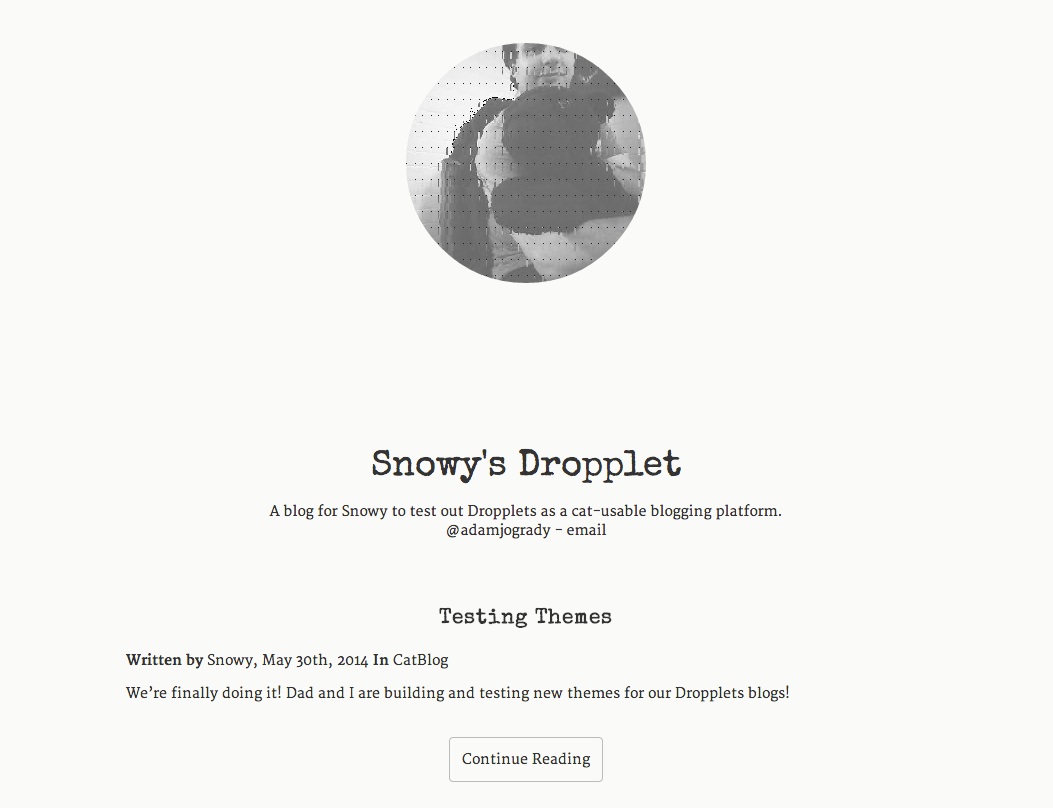 Snowy's Dropplet
A blog for Snowy to test out Dropplets as a cat-usable blogging platform.
@adamjogrady - email
Testing Themes
Written by Snowy, May 30th, 2014 In CatBlog
We're finally doing it! Dad and I are building and testing new themes for our Dropplets blogs!
Continue Reading